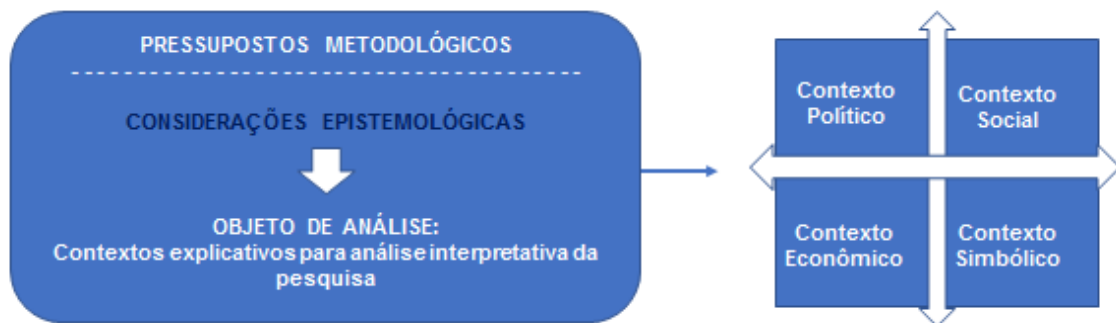 PRESSUPOSTOS METODOLÓGICOS
CONSIDERAÇÕES EPISTEMOLÓGICAS
OBJETO DE ANÁLISE:
Contextos explicativos para análise interpretativa da
pesquisa
Contexto
Político
Contexto
Social
Contexto
Econômico
Contexto
Simbólico